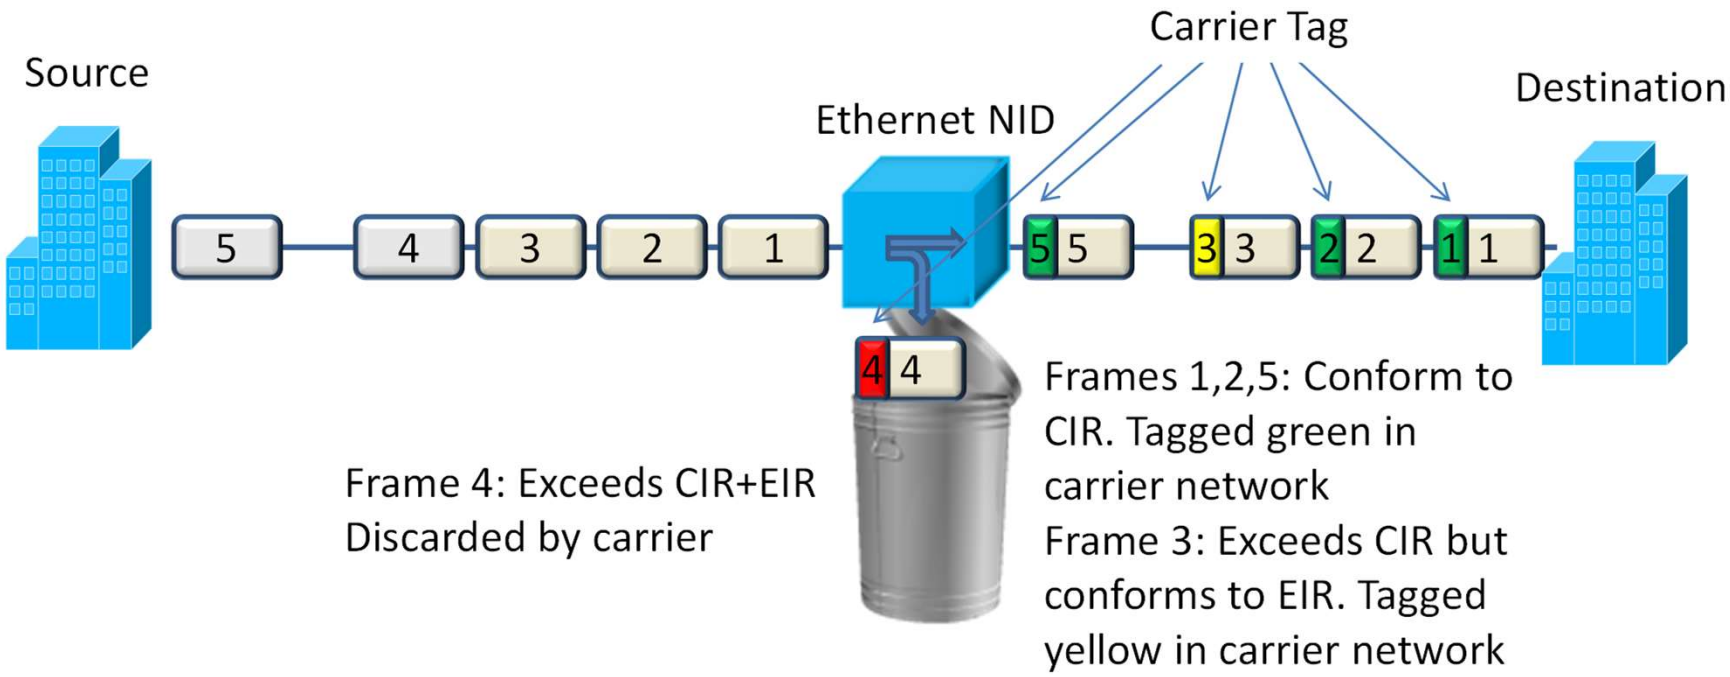 Carrier Tag
Source
Destination
Ethernet NID
5 4 3 2 1
5 5 3 3 2 2 1 1
4 4
Frames 1,2,5: Conform to
CIR. Tagged green in
carrier network
Frame 3: Exceeds CIR but
conforms to EIR. Tagged
yellow in carrier network
Frame 4: Exceeds CIR+EIR
Discarded by carrier